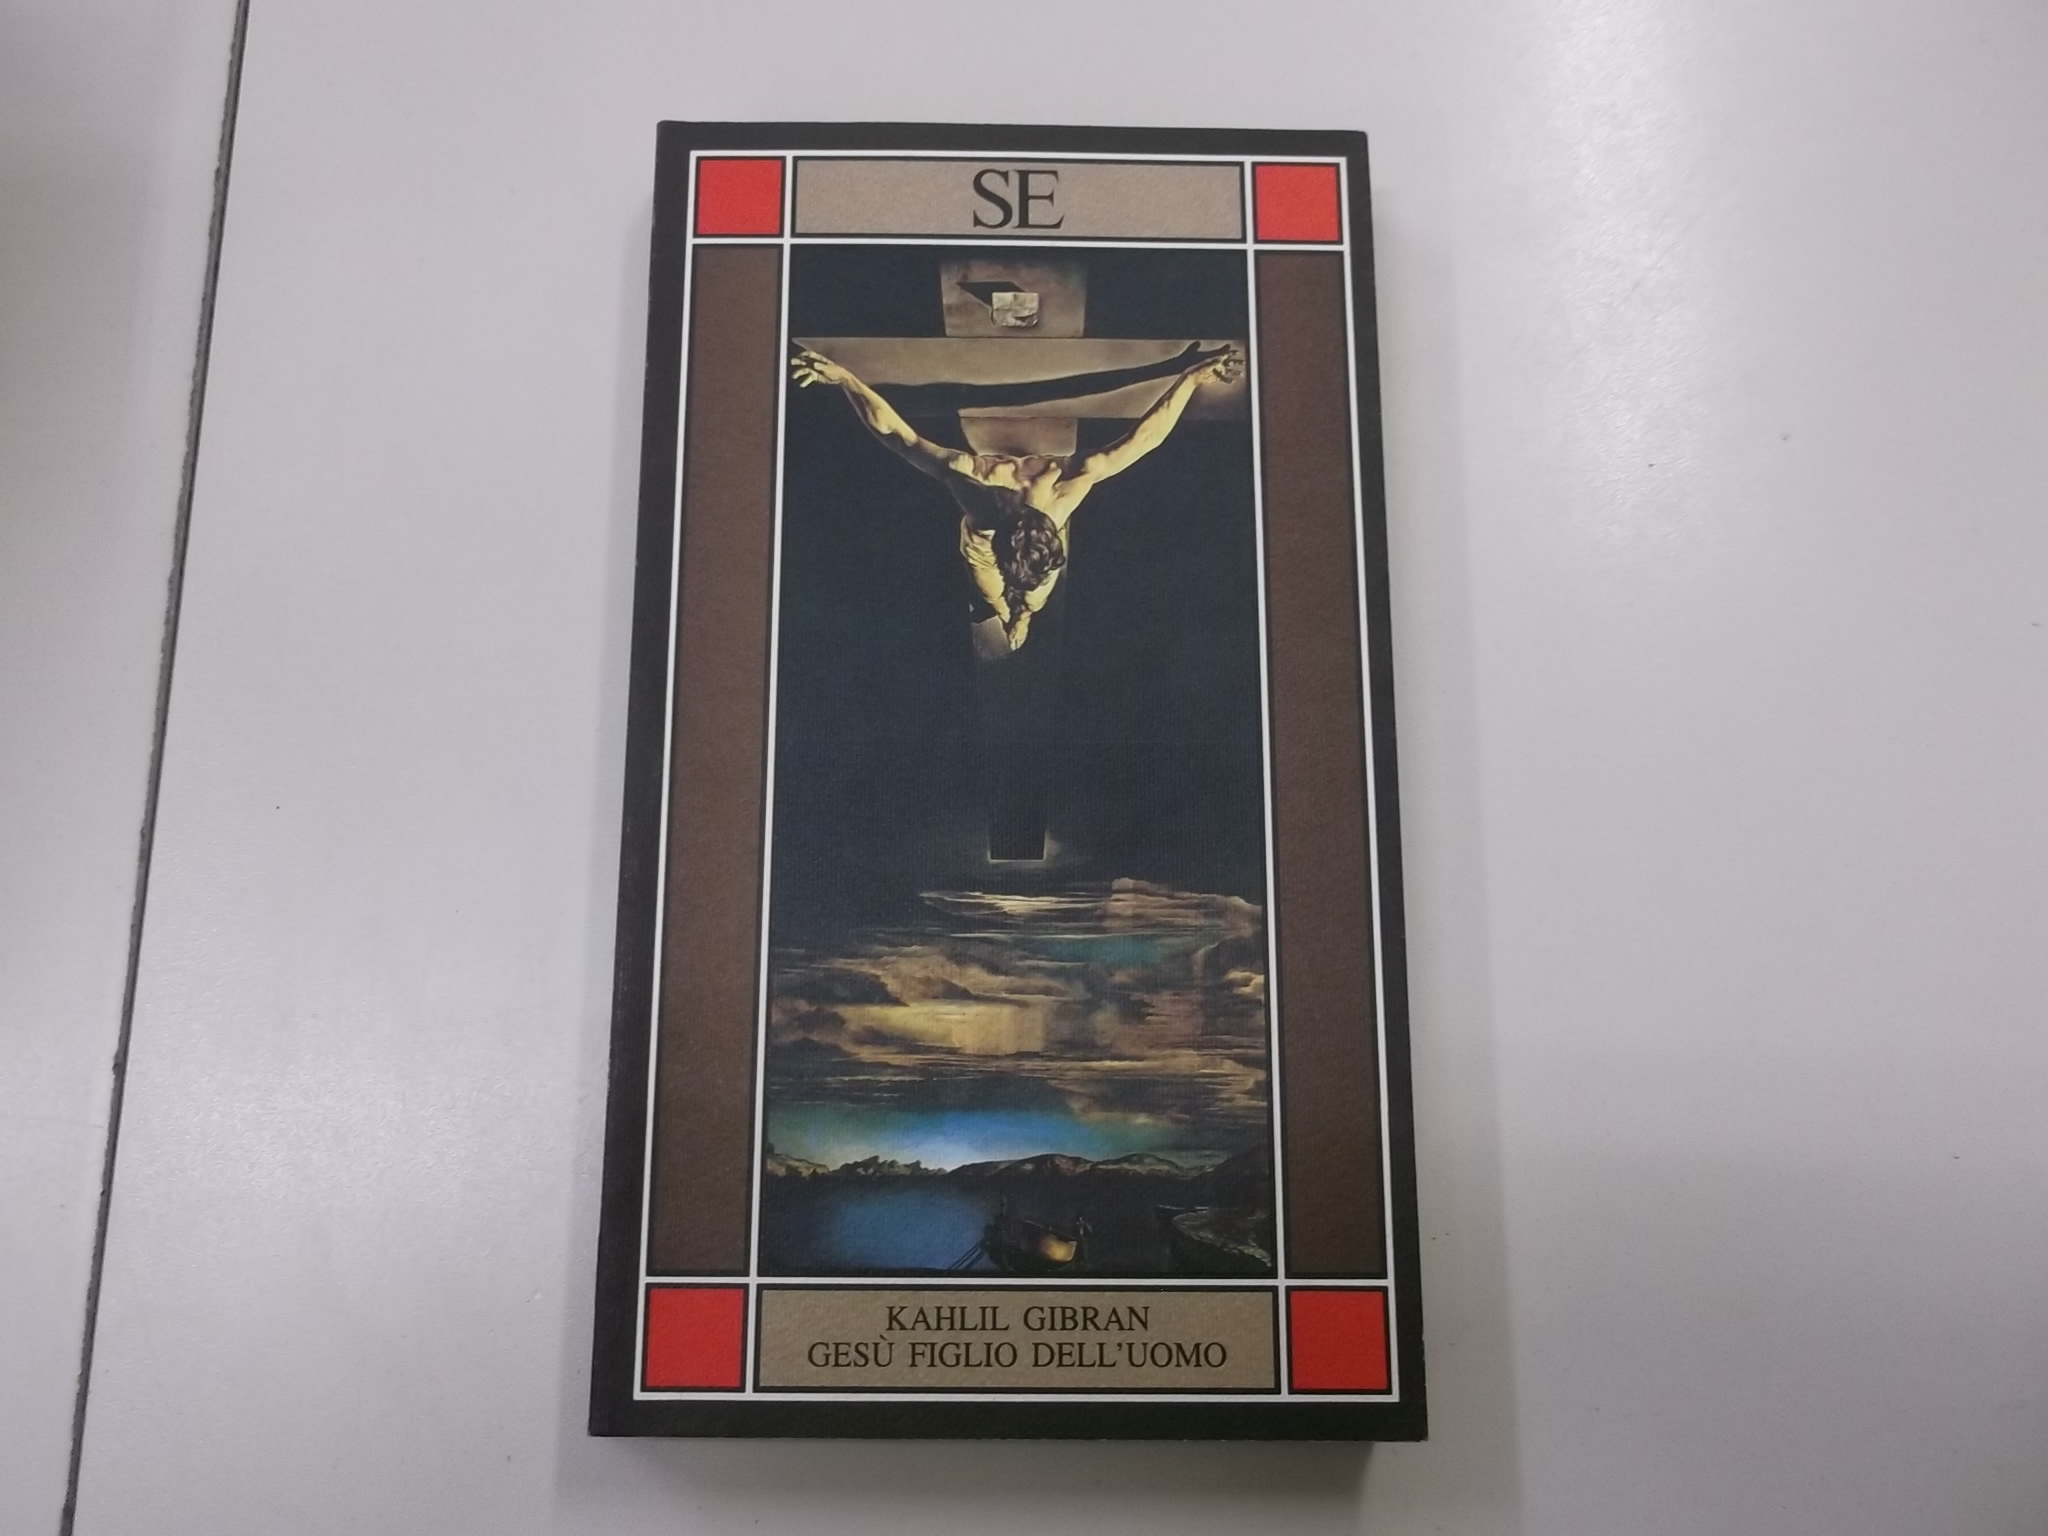 SE
KAHLIL GIBRAN
GESÙ FIGLIO DELL'UOMO